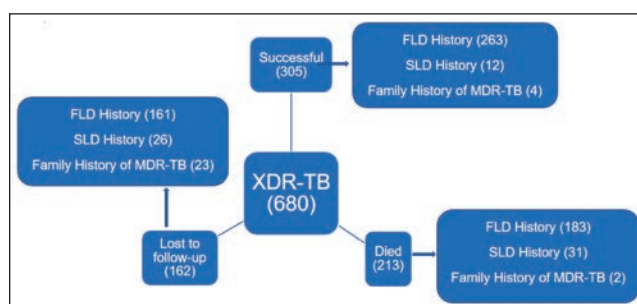 Successful
(305)
FLD History (263)
SLD History (12)
Family History of MDR-TB (4)
FLD History (161)
SLD History (26)
Family History of MDR-TB (23)
XDR-TB
(680)
Lost to
follow-up
(162)
Died
(213)
FLD History (183)
SLD History (31)
Family History of MDR-TB (2)